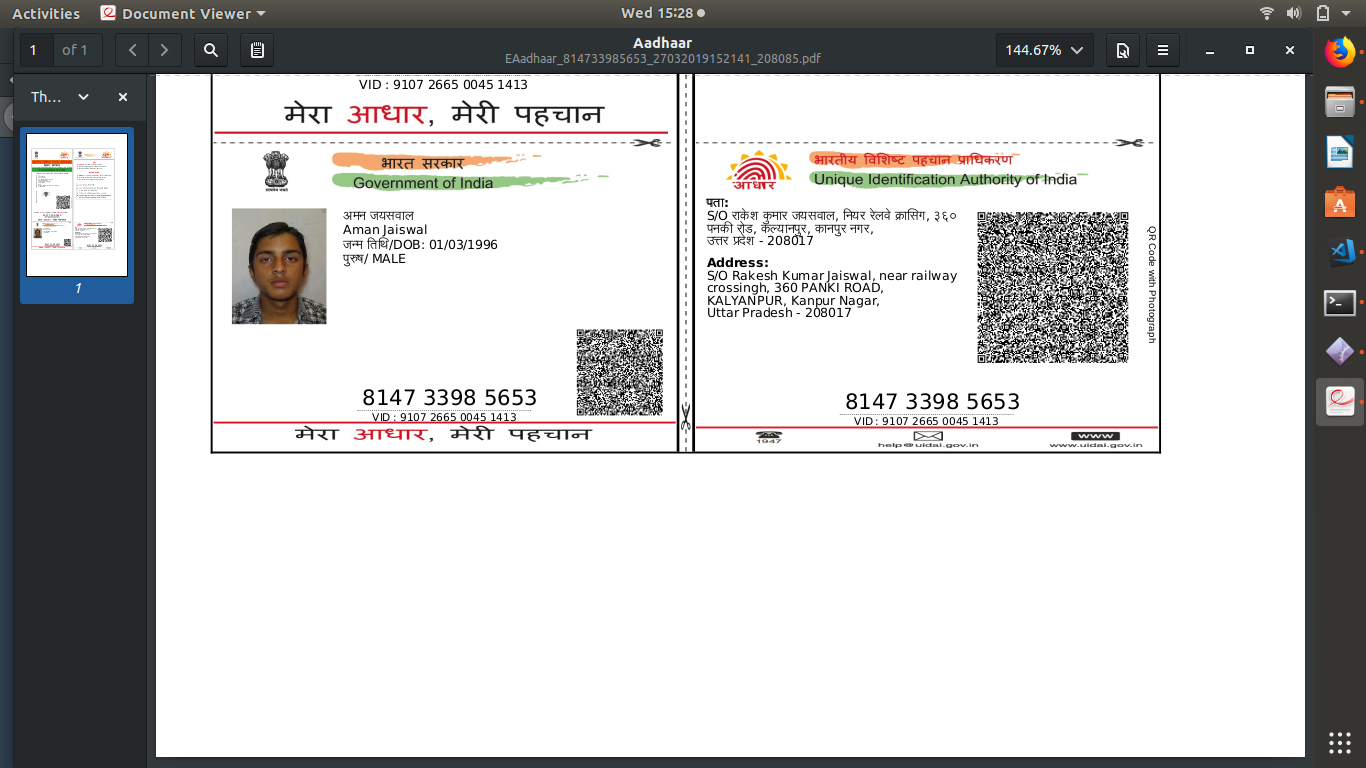 Activities
Document Viewer
Wed 15:28
1 of 1
Aadhaar
EAadhaar_814733985653_27032019152141_208085.pdf
144.67%
Th...
1
VID : 9107 2665 0045 1413
मेरा आधार, मेरी पहचान
भारत सरकार
Government of India
अमन जयसवाल
Aman Jaiswal
जन्म तिथि/DOB: 01/03/1996
पुरुष/ MALE
8147 3398 5653
VID : 9107 2665 0045 1413
मेरा आधार, मेरी पहचान
आधार
भारतीय विशिष्ट पहचान प्राधिकरण
Unique Identification Authority of India
पता:
S/O राकेश कुमार जयसवाल, नियर रेलवे क्रासिंग, ३६०
पनकी रोड, कल्यानपुर, कानपुर नगर,
उत्तर प्रदेश - 208017
Address:
S/O Rakesh Kumar Jaiswal, near railway
crossingh, 360 PANKI ROAD,
KALYANPUR, Kanpur Nagar,
Uttar Pradesh - 208017
QR Code with Photograph
8147 3398 5653
VID : 9107 2665 0045 1413
1947
help@uidai.gov.in
www
www.uidai.gov.in